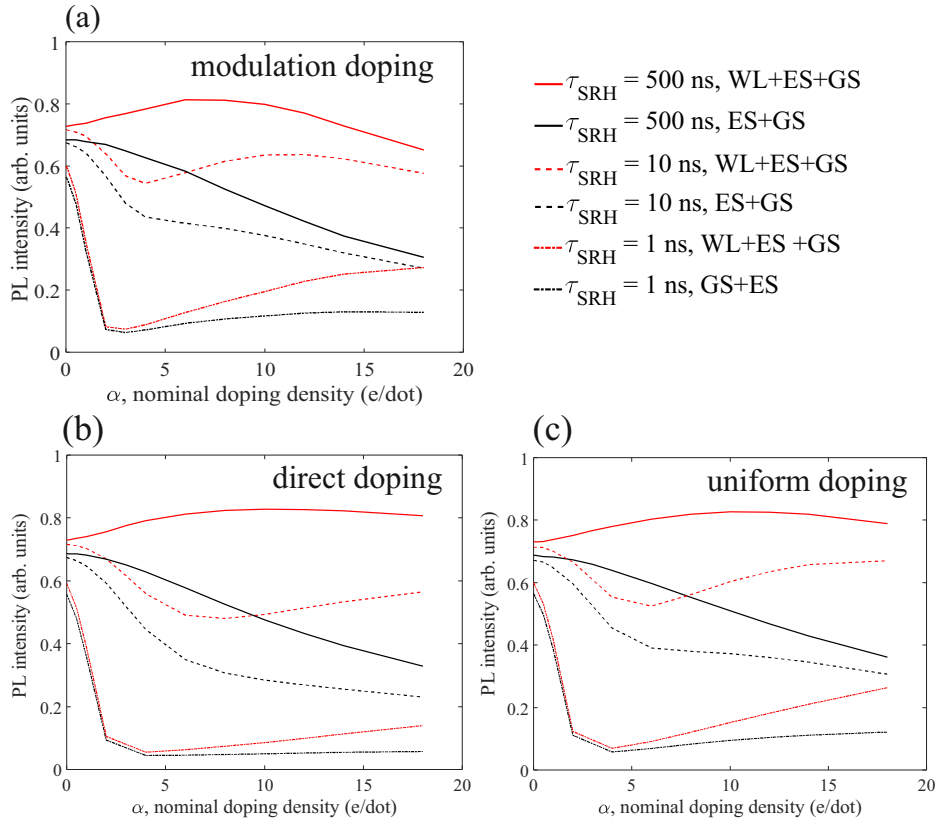 (a)
modulation doping
1
0.8
0.6
0.4
0.2
0
PL intensity (arb. units)
0 5 10 15 20
α, nominal doping density (e/dot)
τSRH = 500 ns, WL+ES+GS
τSRH = 500 ns, ES+GS
τSRH = 10 ns, WL+ES+GS
τSRH = 10 ns, ES+GS
τSRH = 1 ns, WL+ES +GS
τSRH = 1 ns, GS+ES
(b)
direct doping
1
0.8
0.6
0.4
0.2
0
PL intensity (arb. units)
0 5 10 15 20
α, nominal doping density (e/dot)
(c)
uniform doping
1
0.8
0.6
0.4
0.2
0
PL intensity (arb. units)
0 5 10 15 20
α, nominal doping density (e/dot)